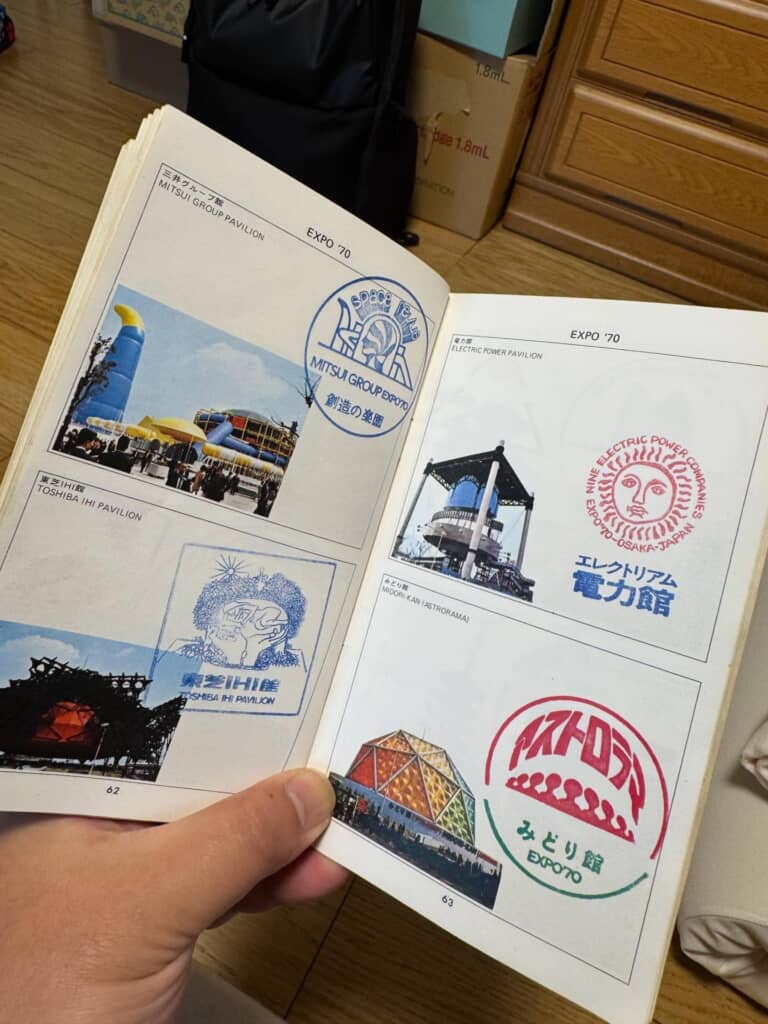 1.8mL
1.8mL
三井グループ館
MITSUI GROUP PAVILION
EXPO '70
MITSUI GROUP EXPO'70
創造の楽園
東芝IHI館
TOSHIBA IHI PAVILION
東芝IHI館
TOSHIBA IHI PAVILION
62
EXPO '70
電力館
ELECTRIC POWER PAVILION
NINE ELECTRIC POWER COMPANIES
EXPO'70-OSAKA-JAPAN
エレクトリアム
電力館
みどり館
MIDORI-KAN (ASTRORAMA)
アストロラマ
みどり館
EXPO'70
63